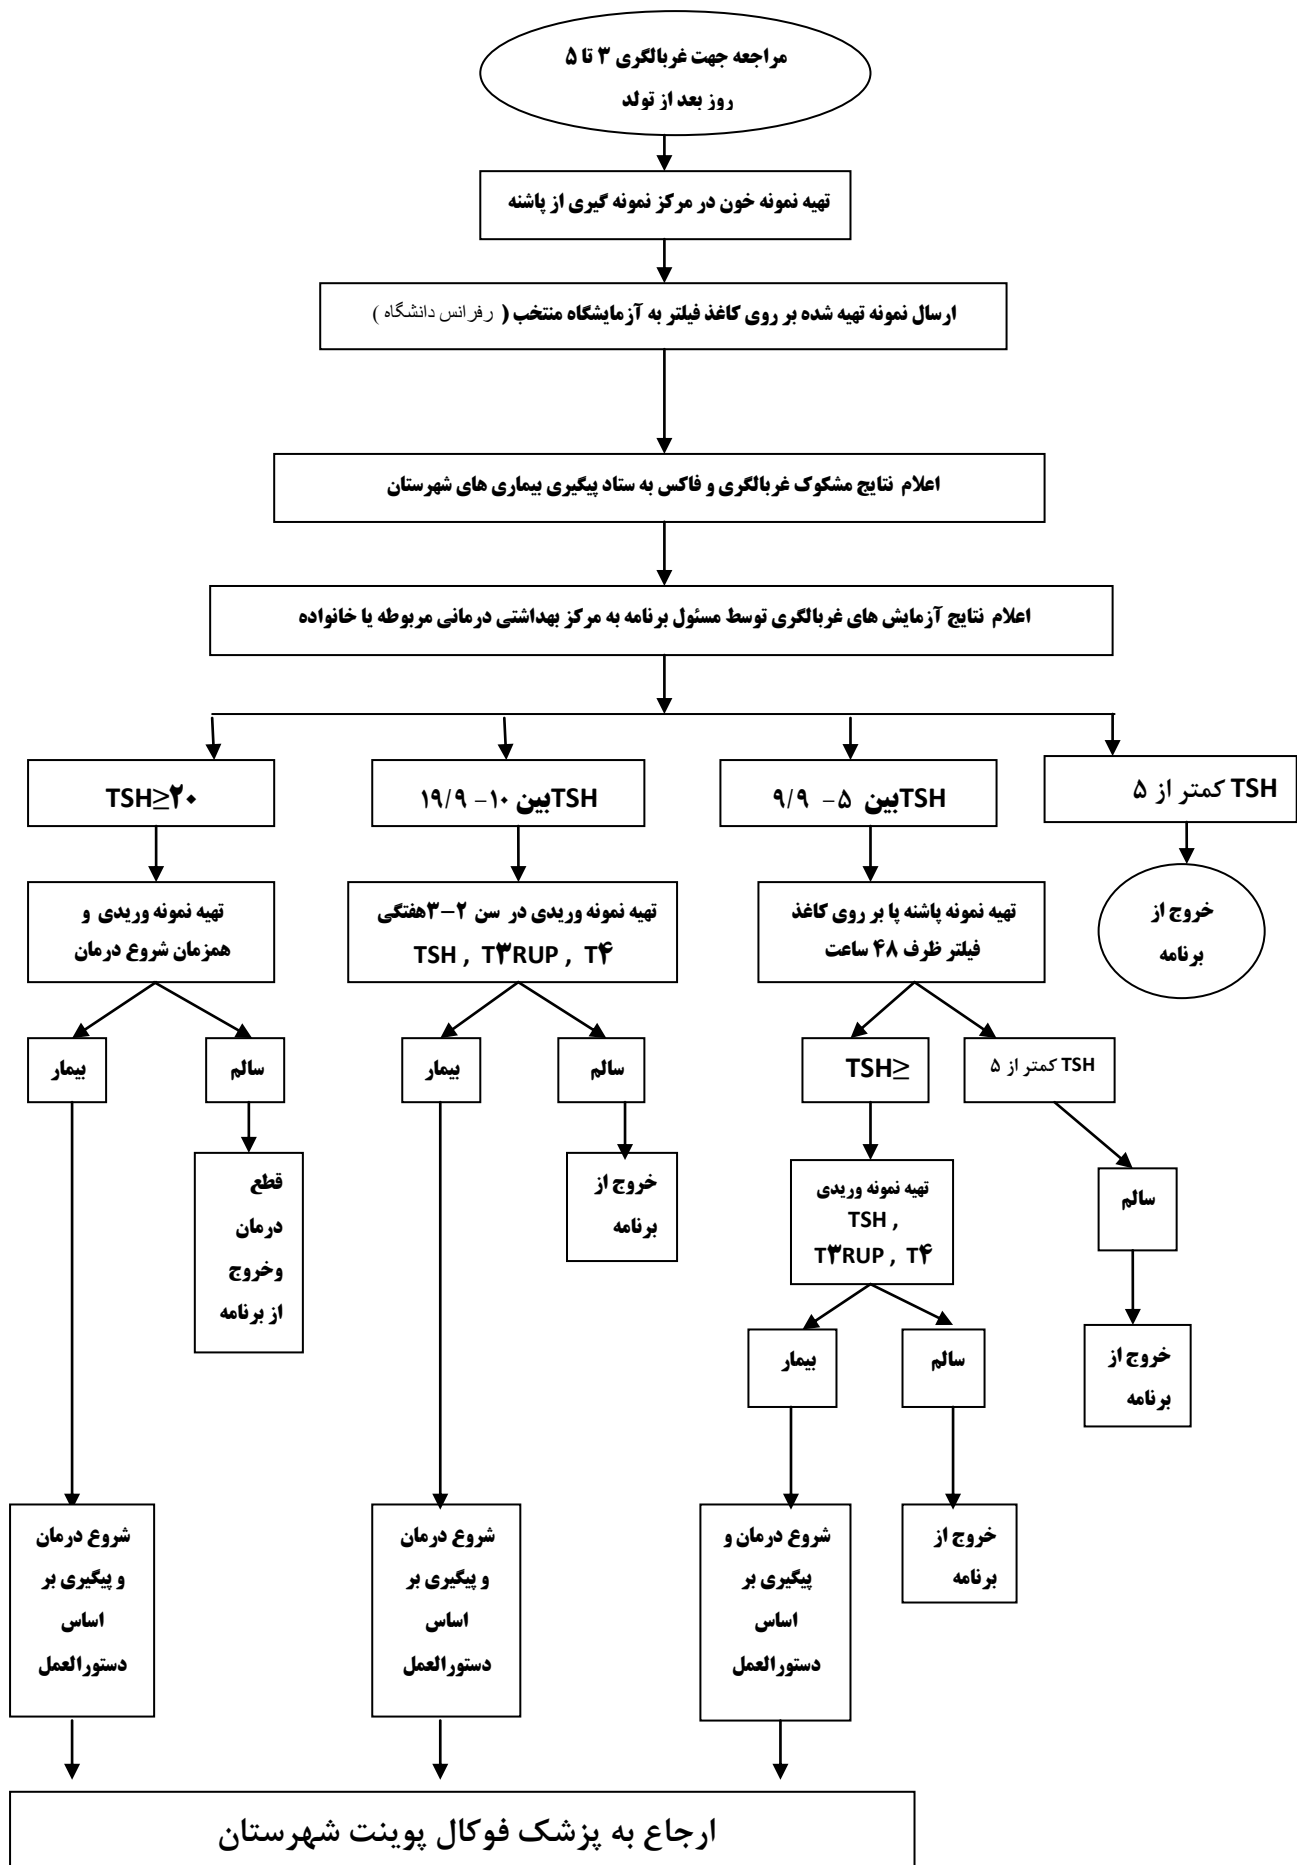 مراجعه جهت غربالگری ۳ تا ۵
روز بعد از تولد
تهیه نمونه خون در مرکز نمونه گیری از پاشنه
ارسال نمونه تهیه شده بر روی کاغذ فیلتر به آزمایشگاه منتخب ( رفرانس دانشگاه )
اعلام نتایج مشکوک غربالگری و فاکس به ستاد پیگیری بیماری های شهرستان
اعلام نتایج آزمایش های غربالگری توسط مسئول برنامه به مرکز بهداشتی درمانی مربوطه یا خانواده
TSH کمتر از ۵
TSHبین ۵- ۹/۹
TSHبین ۱۰- ۱۹/۹
TSH≥۲۰
خروج از
برنامه
تهیه نمونه پاشنه پا بر روی کاغذ
فیلتر ظرف ۴۸ ساعت
تهیه نمونه وریدی در سن ۲-۳هفتگی
TSH , T۳RUP , T۴
تهیه نمونه وریدی و
همزمان شروع درمان
TSH کمتر از ۵
TSH≥
سالم
بیمار
سالم
بیمار
سالم
تهیه نمونه وریدی
TSH ,
T۳RUP , T۴
خروج از
برنامه
قطع
درمان
وخروج
از برنامه
خروج از
برنامه
سالم
بیمار
خروج از
برنامه
شروع درمان و
پیگیری بر
اساس
دستورالعمل
شروع درمان
و پیگیری بر
اساس
دستورالعمل
شروع درمان
و پیگیری بر
اساس
دستورالعمل
ارجاع به پزشک فوکال پوینت شهرستان